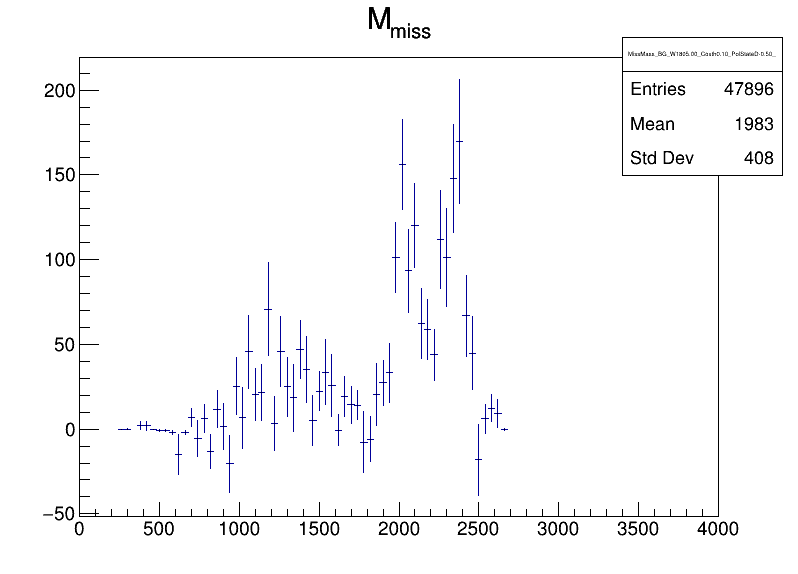 M_miss
MissMass_BG_W1805.00_Costh0.10_PolStateD-0.50_
Entries 47896
Mean 1983
Std Dev 408
200
150
100
50
0
−50
0 500 1000 1500 2000 2500 3000 3500 4000